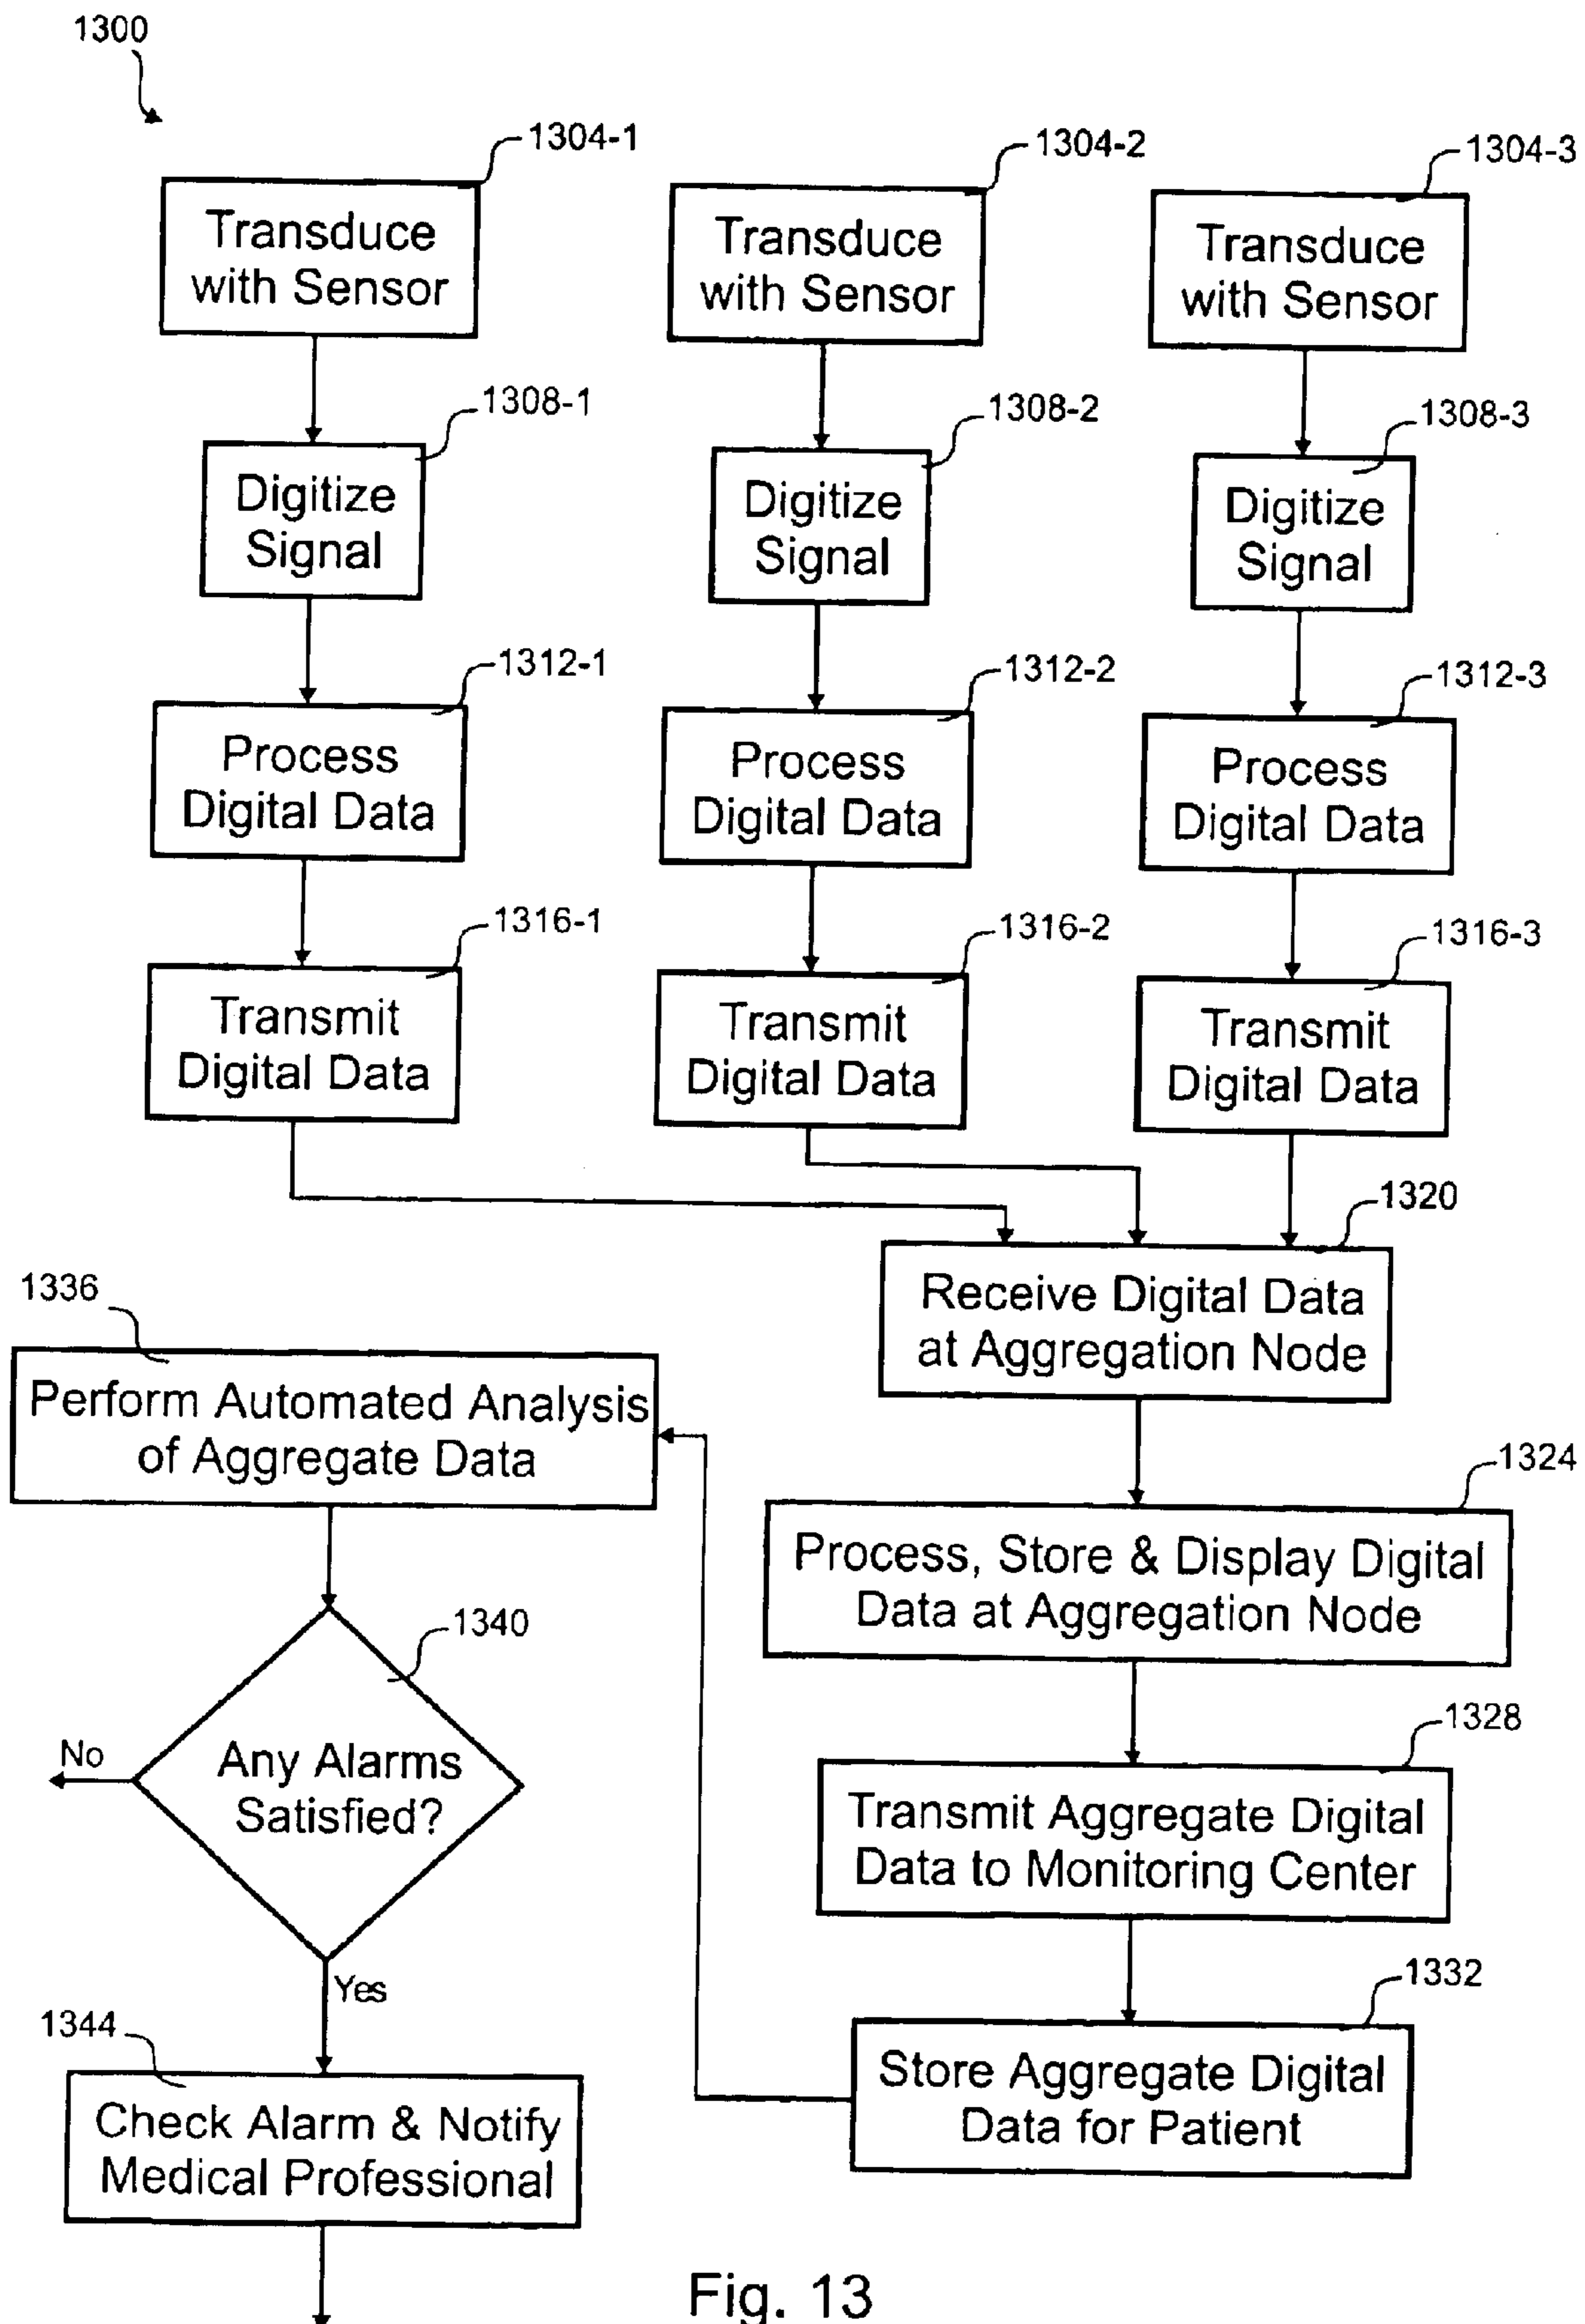 1300
1304-1
1304-2
1304-3
Transduce
with Sensor
Transduce
with Sensor
Transduce
with Sensor
1308-1
1308-2
1308-3
Digitize
Signal
Digitize
Signal
Digitize
Signal
1312-1
1312-2
1312-3
Process
Digital Data
Process
Digital Data
Process
Digital Data
1316-1
1316-2
1316-3
Transmit
Digital Data
Transmit
Digital Data
Transmit
Digital Data
1320
Receive Digital Data
at Aggregation Node
1324
Process, Store & Display Digital
Data at Aggregation Node
1328
Transmit Aggregate Digital
Data to Monitoring Center
1332
Store Aggregate Digital
Data for Patient
1336
Perform Automated Analysis
of Aggregate Data
1340
Any Alarms
Satisfied?
No
Yes
1344
Check Alarm & Notify
Medical Professional
Fig. 13